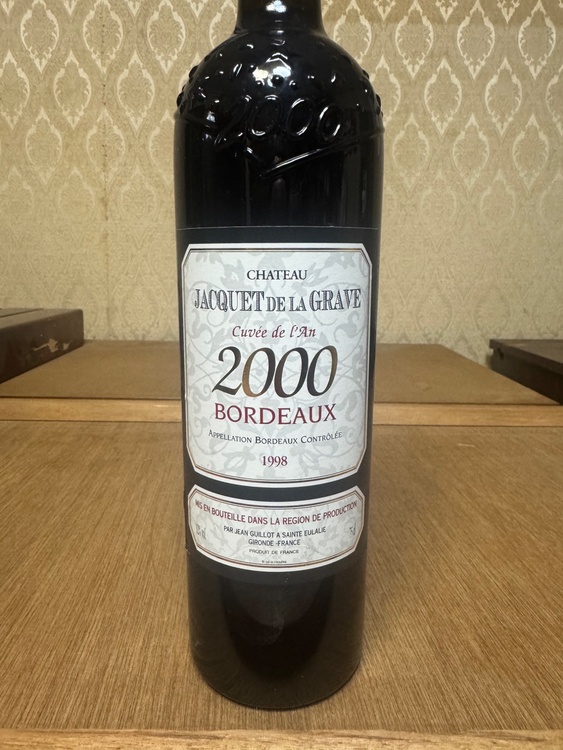 2000
CHATEAU
JACQUET DE LA GRAVE
Cuvée de l'An
2000
BORDEAUX
APPELLATION BORDEAUX CONTRÔLÉE
1998
MIS EN BOUTEILLE DANS LA REGION DE PRODUCTION
PAR JEAN GUILLOT A SAINTE EULALIE
GIRONDE-FRANCE
PRODUIT DE FRANCE